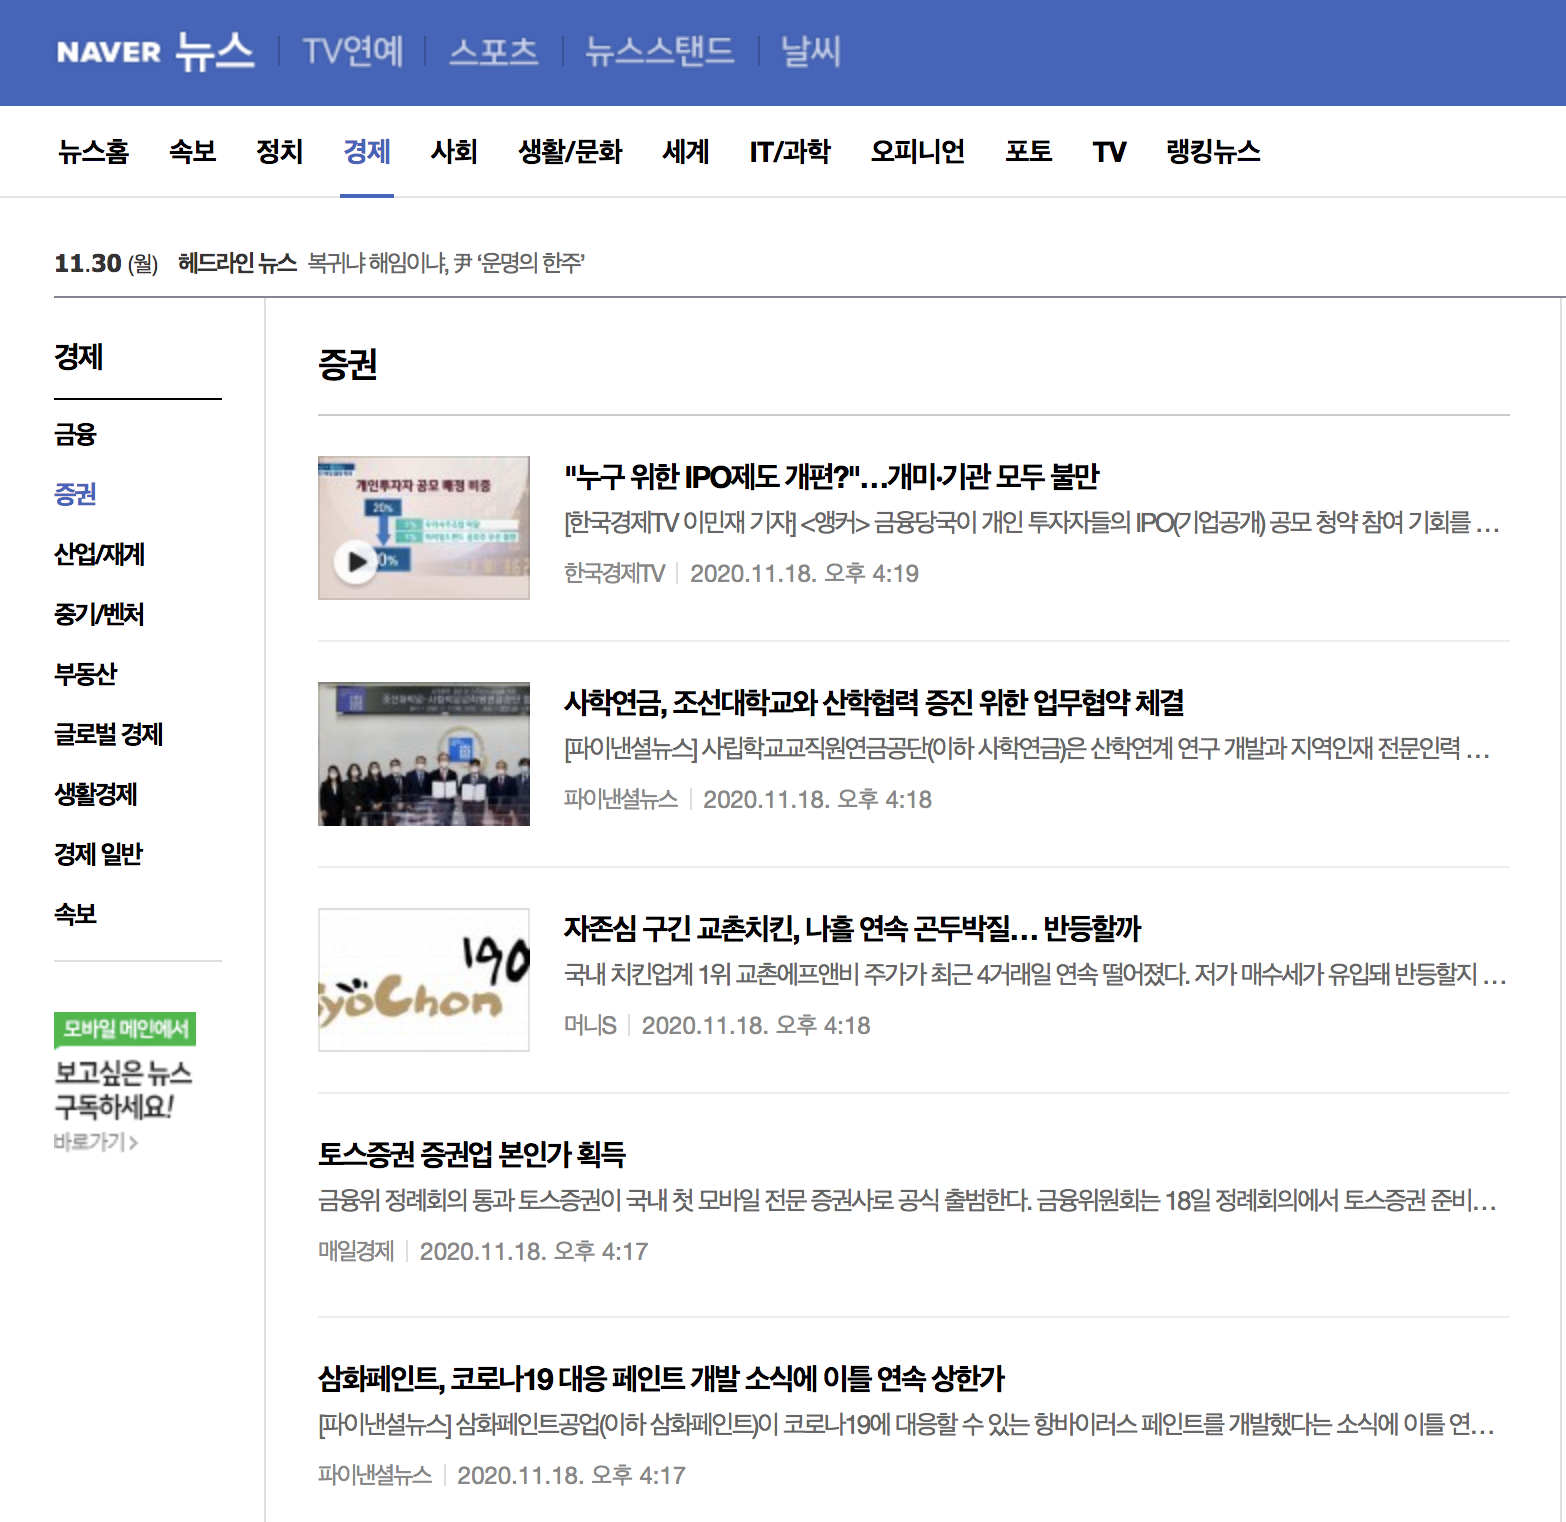 NAVER 뉴스 TV연예 스포츠 뉴스스탠드 날씨
뉴스홈 속보 정치 경제 사회 생활/문화 세계 IT/과학 오피니언 포토 TV 랭킹뉴스
11.30 (월) 헤드라인 뉴스 복귀냐 해임이냐, 尹 ‘운명의 한주’
경제
금융
증권
산업/재계
중기/벤처
부동산
글로벌 경제
생활경제
경제 일반
속보
모바일 메인에서
보고싶은 뉴스
구독하세요!
바로가기 >
증권
개인투자자 공모 배정 비중
20%
0%
"누구 위한 IPO제도 개편?"…개미·기관 모두 불만
[한국경제TV 이민재 기자] <앵커> 금융당국이 개인 투자자들의 IPO(기업공개) 공모 청약 참여 기회를 …
한국경제TV 2020.11.18. 오후 4:19
사학연금, 조선대학교와 산학협력 증진 위한 업무협약 체결
[파이낸셜뉴스] 사립학교교직원연금공단(이하 사학연금)은 산학연계 연구 개발과 지역인재 전문인력 …
파이낸셜뉴스 2020.11.18. 오후 4:18
190
yoChon
자존심 구긴 교촌치킨, 나흘 연속 곤두박질… 반등할까
국내 치킨업계 1위 교촌에프앤비 주가가 최근 4거래일 연속 떨어졌다. 저가 매수세가 유입돼 반등할지 …
머니S 2020.11.18. 오후 4:18
토스증권 증권업 본인가 획득
금융위 정례회의 통과 토스증권이 국내 첫 모바일 전문 증권사로 공식 출범한다. 금융위원회는 18일 정례회의에서 토스증권 준비…
매일경제 2020.11.18. 오후 4:17
삼화페인트, 코로나19 대응 페인트 개발 소식에 이틀 연속 상한가
[파이낸셜뉴스] 삼화페인트공업(이하 삼화페인트)이 코로나19에 대응할 수 있는 항바이러스 페인트를 개발했다는 소식에 이틀 연…
파이낸셜뉴스 2020.11.18. 오후 4:17